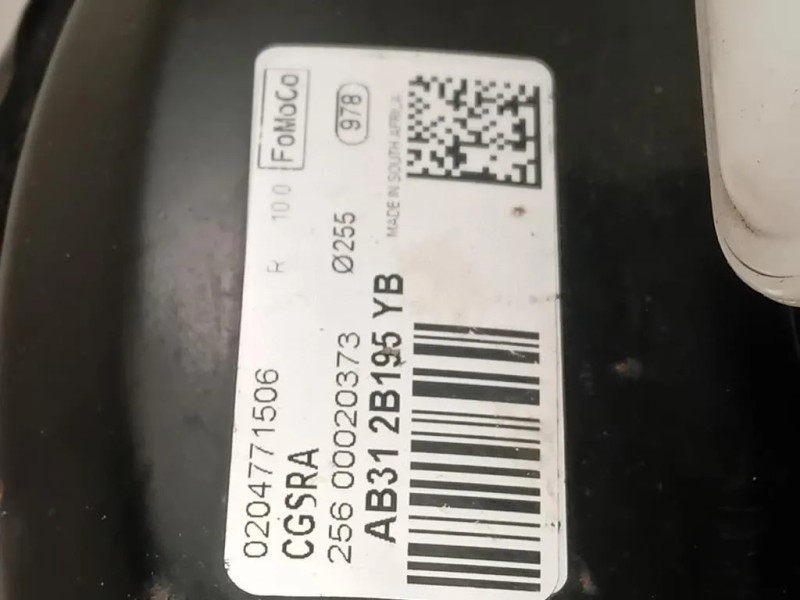 FoMoCo
978
MADE IN SOUTH AFRICA
R 10.0
Ø255
0204771506
CGSRA
256 00020373
AB31 2B195 YB